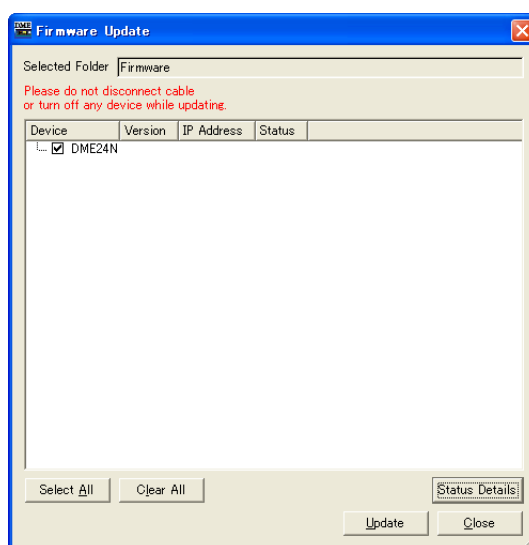 DME
Firmware Update
Selected Folder Firmware
Please do not disconnect cable
or turn off any device while updating.
Device Version IP Address Status
DME24N
Select All Clear All Status Details
Update Close